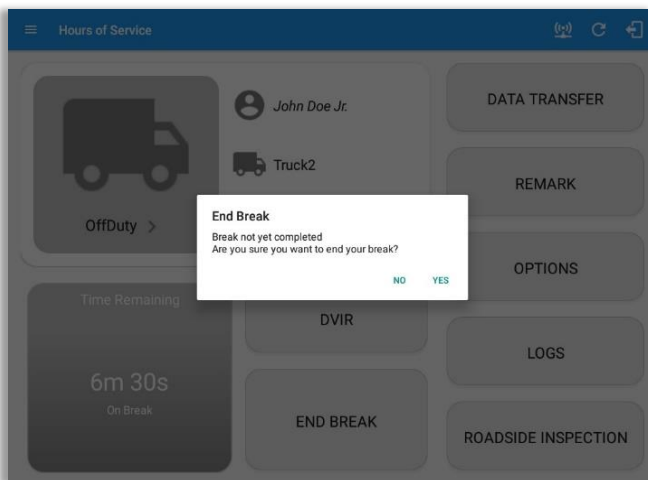 Hours of Service
John Doe Jr.
Truck2
OffDuty
DATA TRANSFER
REMARK
OPTIONS
LOGS
ROADSIDE INSPECTION
End Break
Break not yet completed
Are you sure you want to end your break?
NO YES
Time Remaining
6m 30s
On Break
DVIR
END BREAK